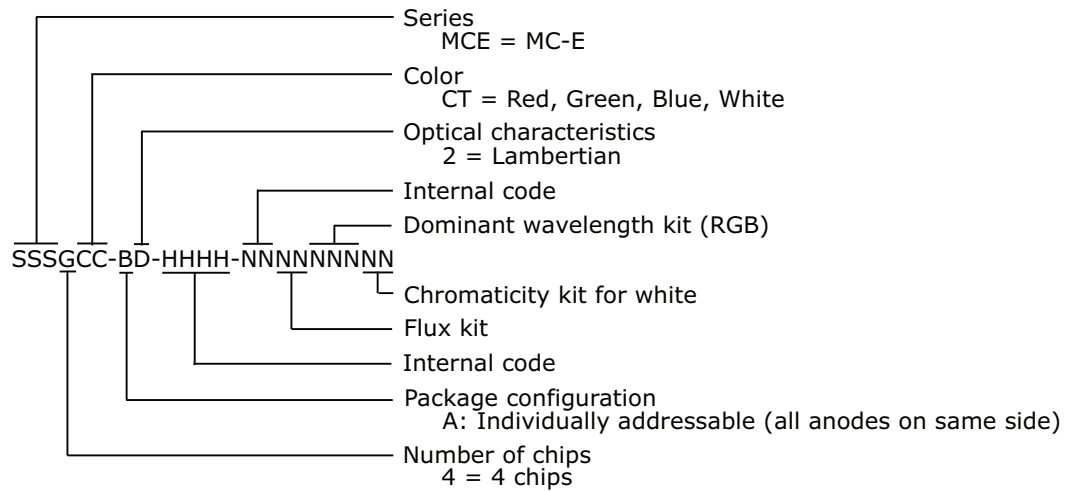 Series
MCE = MC-E
Color
CT = Red, Green, Blue, White
Optical characteristics
2 = Lambertian
Internal code
Dominant wavelength kit (RGB)
SSSGCC-BD-HHHH-NNNNNNNNN
Chromaticity kit for white
Flux kit
Internal code
Package configuration
A: Individually addressable (all anodes on same side)
Number of chips
4 = 4 chips